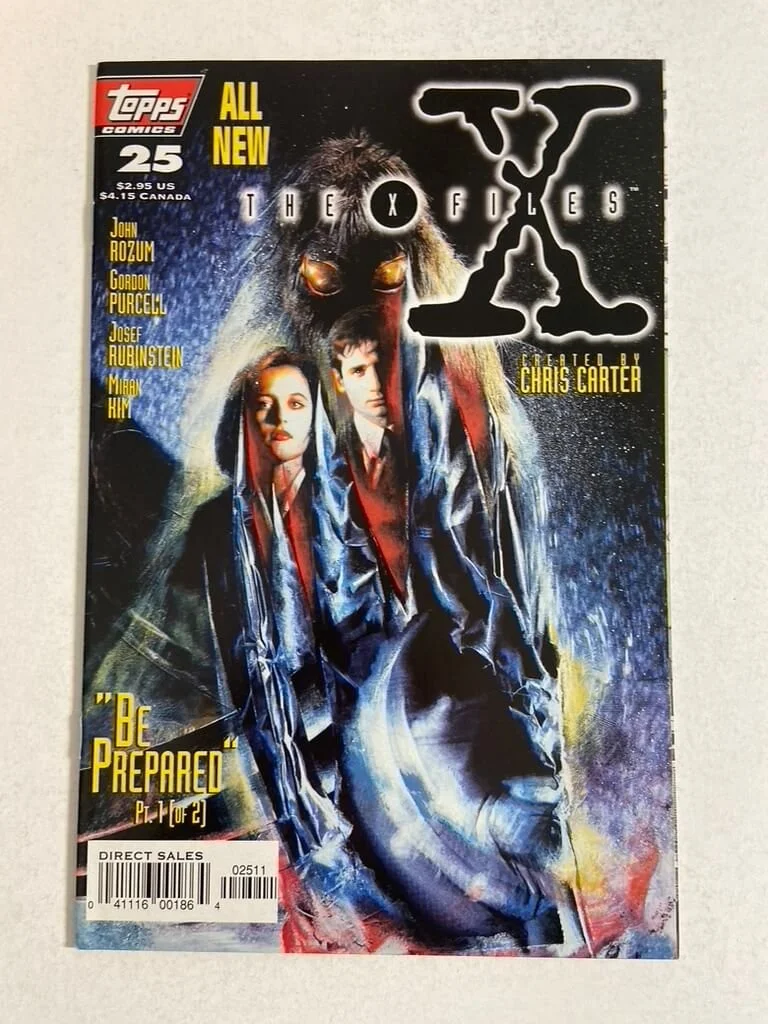 Topps
COMICS
25
$2.95 US
$4.15 CANADA
ALL
NEW
X
THE X FILES™
JOHN
ROZUM
GORDON
PURCELL
JOSEF
RUBINSTEIN
MIRAN
KIM
CREATED BY
CHRIS CARTER
"BE
PREPARED"
PT. 1 (OF 2)
DIRECT SALES
02511
0 41116 00186 4